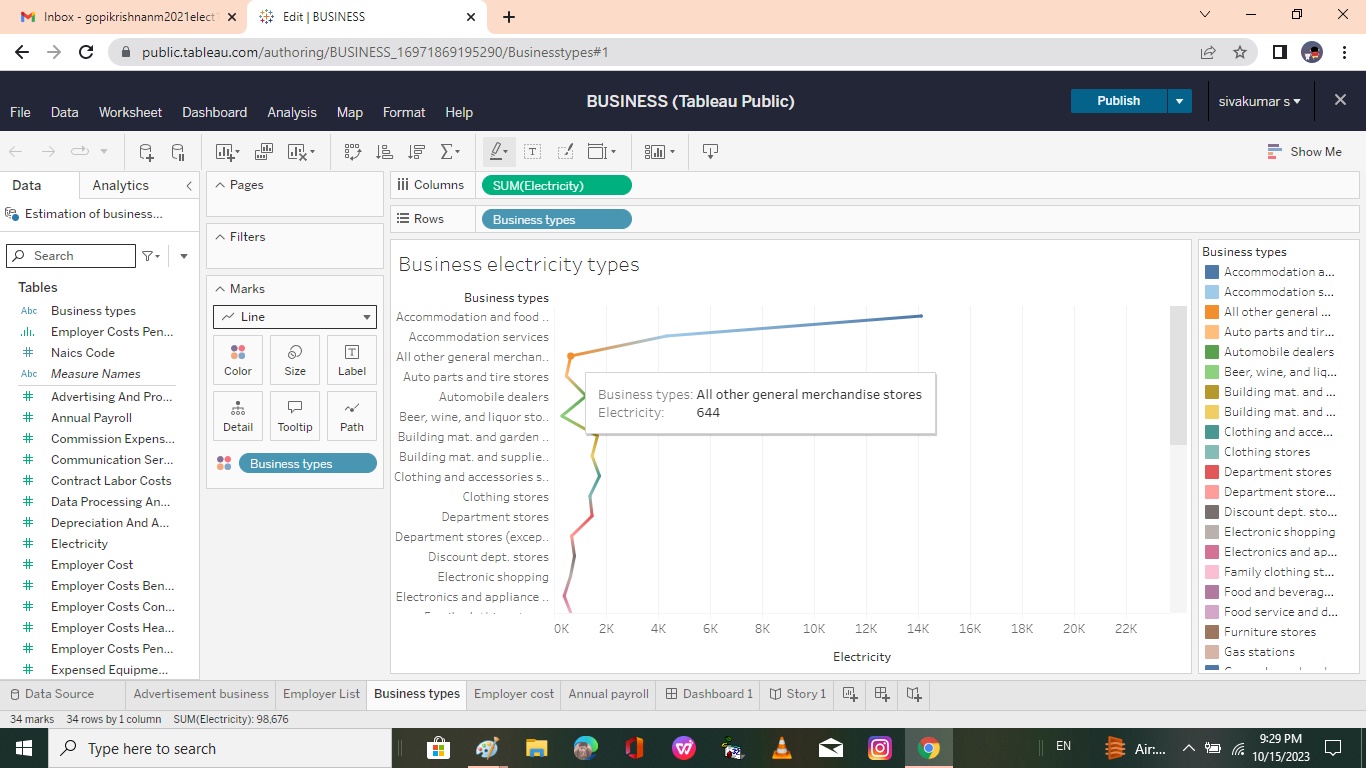 Inbox - gopikrishnanm2021elect
Edit | BUSINESS
public.tableau.com/authoring/BUSINESS_16971869195290/Businesstypes#1
BUSINESS (Tableau Public)
File Data Worksheet Dashboard Analysis Map Format Help
Publish
sivakumar s
Show Me
Data Analytics
Estimation of business...
Search
Tables
Abc Business types
Employer Costs Pen...
# Naics Code
Abc Measure Names
# Advertising And Pro...
# Annual Payroll
# Commission Expens...
# Communication Ser...
# Contract Labor Costs
# Data Processing An...
# Depreciation And A...
# Electricity
# Employer Cost
# Employer Costs Ben...
# Employer Costs Con...
# Employer Costs Hea...
# Employer Costs Pen...
# Expensed Equipme...
Pages
Filters
Marks
Line
Color Size Label
Detail Tooltip Path
Business types
Columns SUM(Electricity)
Rows Business types
Business electricity types
Business types
Accommodation and food ..
Accommodation services
All other general merchan..
Auto parts and tire stores
Automobile dealers
Beer, wine, and liquor sto..
Building mat. and garden ..
Building mat. and supplie..
Clothing and accessories s..
Clothing stores
Department stores
Department stores (excep..
Discount dept. stores
Electronic shopping
Electronics and appliance ..
Business types: All other general merchandise stores
Electricity: 644
0K 2K 4K 6K 8K 10K 12K 14K 16K 18K 20K 22K
Electricity
Business types
Accommodation a...
Accommodation s...
All other general ...
Auto parts and tir...
Automobile dealers
Beer, wine, and liq...
Building mat. and ...
Building mat. and ...
Clothing and acce...
Clothing stores
Department stores
Department store...
Discount dept. sto...
Electronic shopping
Electronics and ap...
Family clothing st...
Food and beverag...
Food service and d...
Furniture stores
Gas stations
Data Source Advertisement business Employer List Business types Employer cost Annual payroll Dashboard 1 Story 1
34 marks 34 rows by 1 column SUM(Electricity): 98,676
Type here to search
Air:...
EN
9:29 PM
10/15/2023